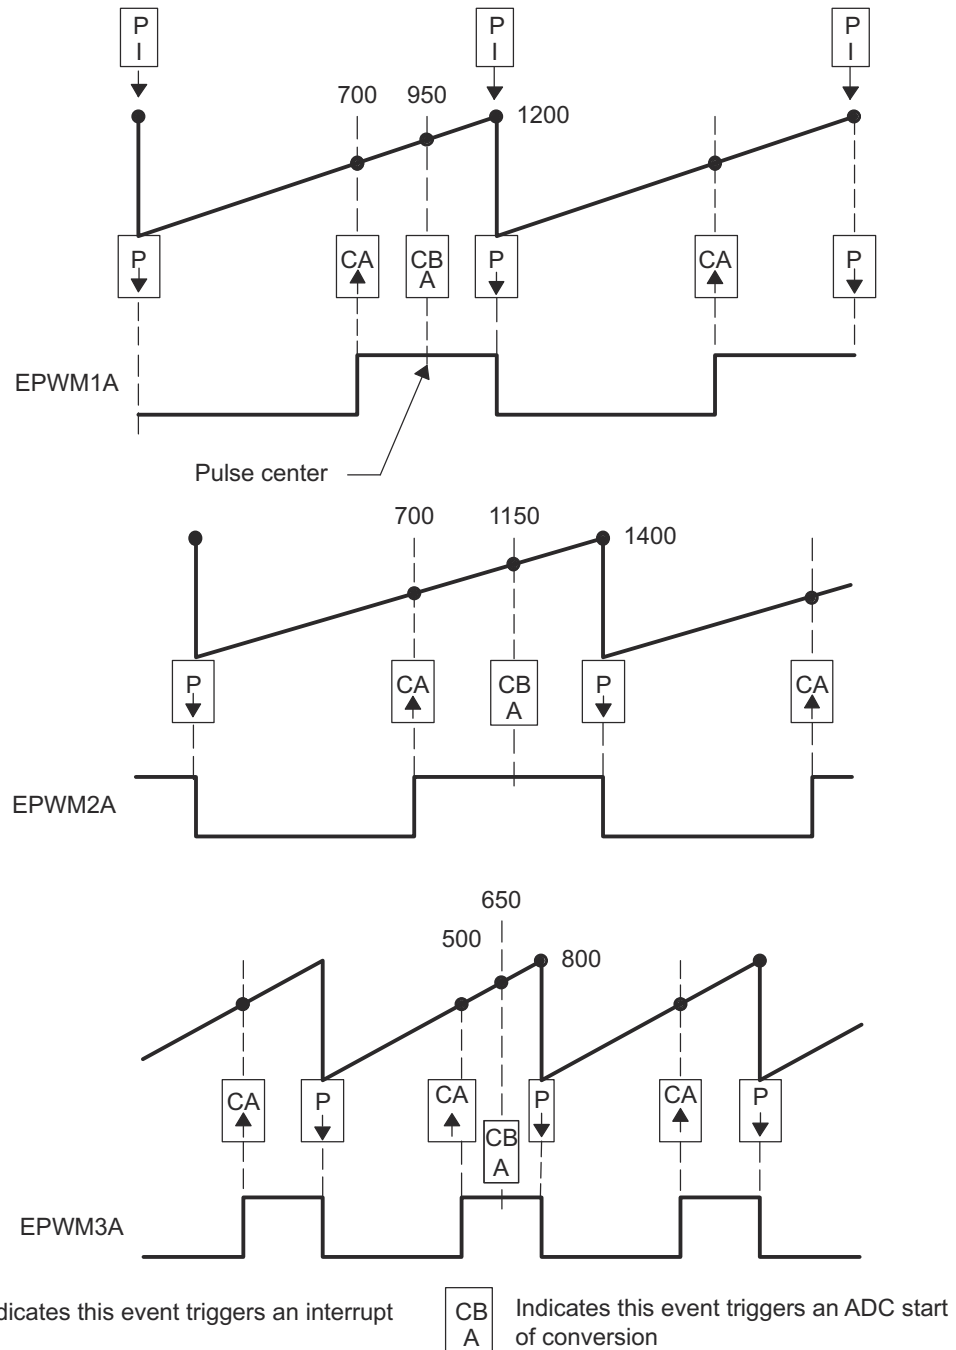 P
I
P
I
P
I
700 950
1200
P
CA
CB
A
P
CA
P
EPWM1A
Pulse center
700 1150
1400
P
CA
CB
A
P
CA
EPWM2A
650
500
800
CA
P
CA
P
CA
P
CB
A
EPWM3A
dicates this event triggers an interrupt
CB
A
Indicates this event triggers an ADC start
of conversion